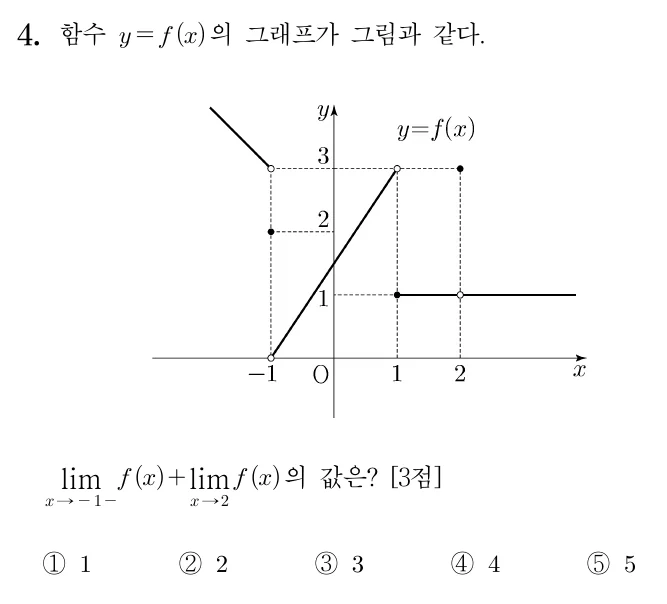 4. 함수 y=f(x)의 그래프가 그림과 같다.
y
y=f(x)
3
2
1
−1 O 1 2 x
lim f(x)+lim f(x)의 값은? [3점]
x→−1− x→2
① 1 ② 2 ③ 3 ④ 4 ⑤ 5